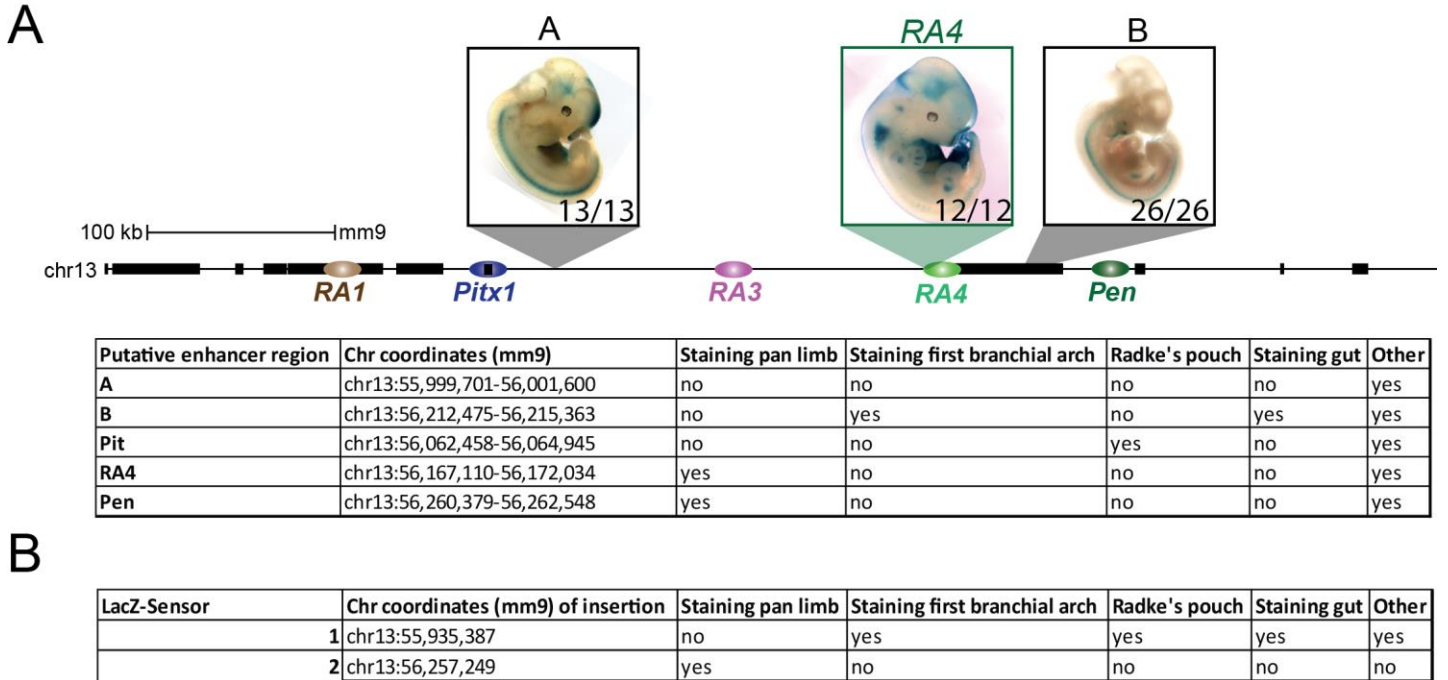 A
A RA4 B
13/13 12/12 26/26
100 kb mm9
chr13
RA1 Pitx1 RA3 RA4 Pen
Putative enhancer region Chr coordinates (mm9) Staining pan limb Staining first branchial arch Radke's pouch Staining gut Other
A chr13:55,999,701-56,001,600 no no no no yes
B chr13:56,212,475-56,215,363 no yes no yes yes
Pit chr13:56,062,458-56,064,945 no no yes no yes
RA4 chr13:56,167,110-56,172,034 yes no no no yes
Pen chr13:56,260,379-56,262,548 yes no no no yes
B
LacZ-Sensor Chr coordinates (mm9) of insertion Staining pan limb Staining first branchial arch Radke's pouch Staining gut Other
1 chr13:55,935,387 no yes yes yes yes
2 chr13:56,257,249 yes no no no no